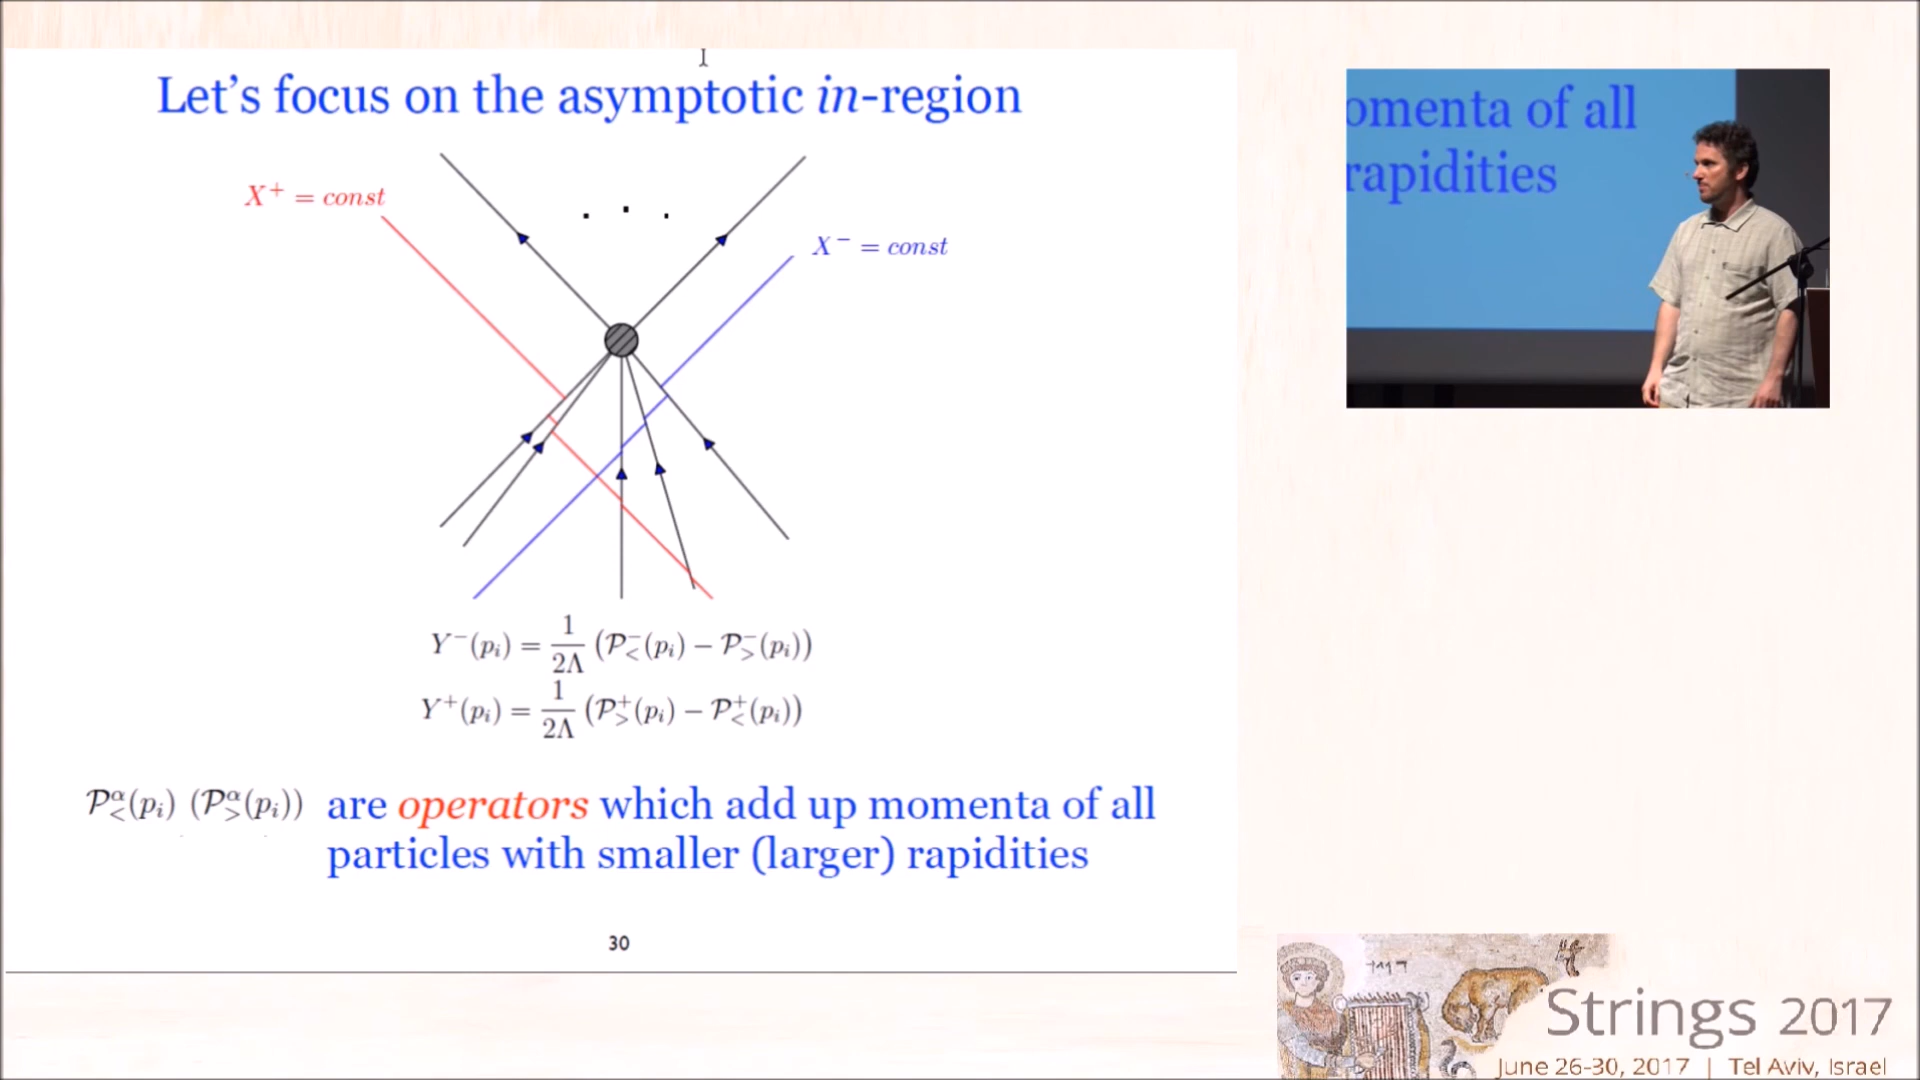 Let's focus on the asymptotic in-region
X⁺ = const
. . .
X⁻ = const
Y⁻(pᵢ) = 1/2Λ (𝒫⁻_<(pᵢ) − 𝒫⁻_>(pᵢ))
Y⁺(pᵢ) = 1/2Λ (𝒫⁺_>(pᵢ) − 𝒫⁺_<(pᵢ))
𝒫^α_<(pᵢ) (𝒫^α_>(pᵢ)) are operators which add up momenta of all
particles with smaller (larger) rapidities
30
omenta of all
rapidities
Strings 2017
June 26-30, 2017 | Tel Aviv, Israel